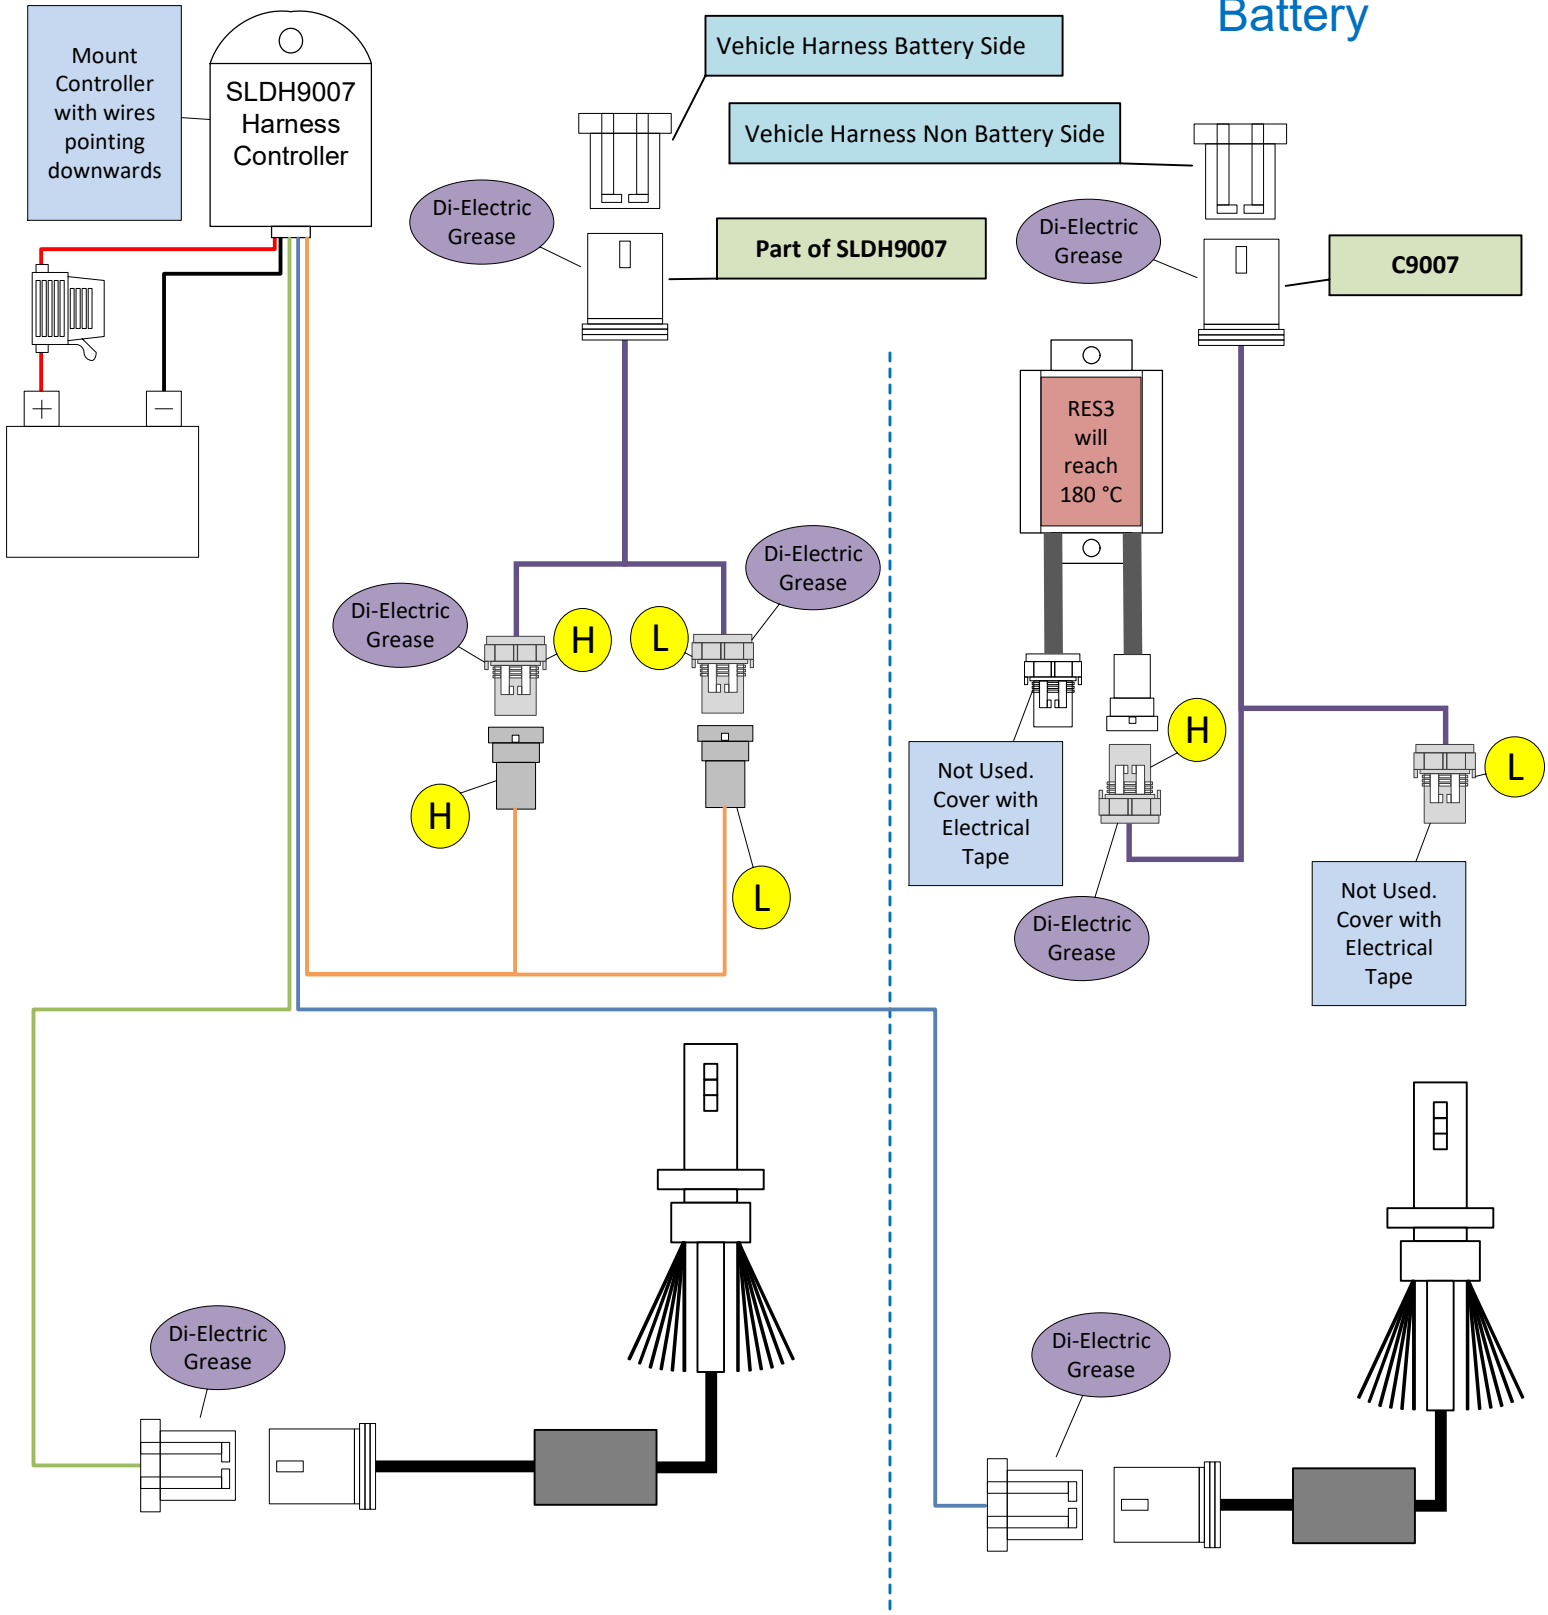 Battery
Mount
Controller
with wires
pointing
downwards
SLDH9007
Harness
Controller
Vehicle Harness Battery Side
Vehicle Harness Non Battery Side
Di-Electric
Grease
Part of SLDH9007
Di-Electric
Grease
C9007
+
−
RES3
will
reach
180 °C
Di-Electric
Grease
H
L
Di-Electric
Grease
H
L
Not Used.
Cover with
Electrical
Tape
H
Di-Electric
Grease
L
Not Used.
Cover with
Electrical
Tape
Di-Electric
Grease
Di-Electric
Grease